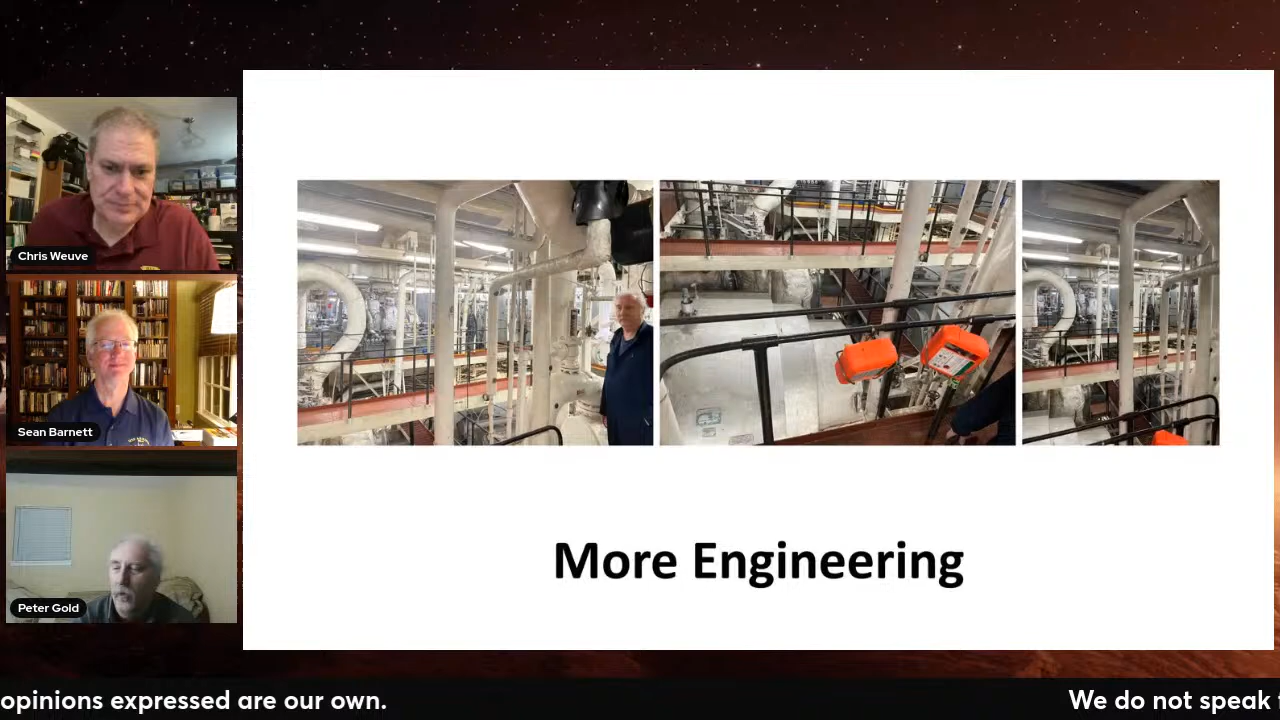 Chris Weuve
Sean Barnett
Peter Gold
More Engineering
opinions expressed are our own.
We do not speak